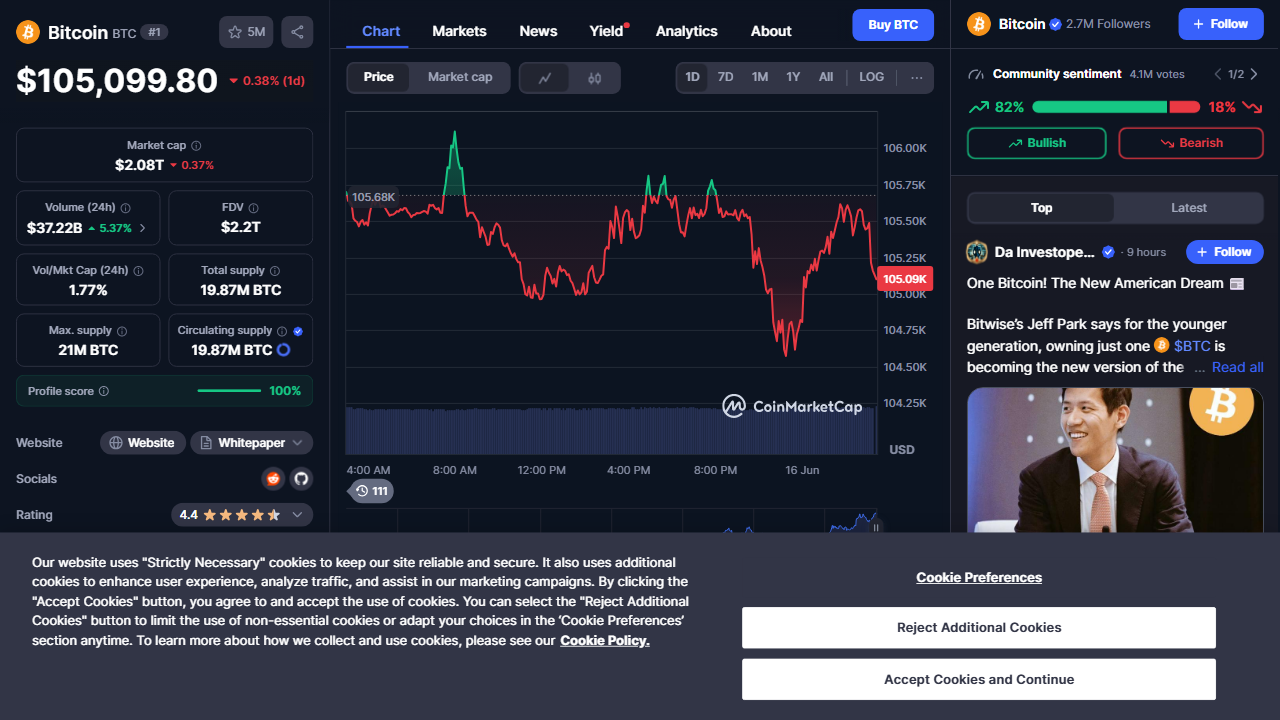 Bitcoin BTC #1
5M
$105,099.80
0.38% (1d)
Market cap
$2.08T 0.37%
Volume (24h)
$37.22B 5.37%
FDV
$2.2T
Vol/Mkt Cap (24h)
1.77%
Total supply
19.87M BTC
Max. supply
21M BTC
Circulating supply
19.87M BTC
Profile score
100%
Website
Website
Whitepaper
Socials
Rating
4.4
Chart
Markets
News
Yield
Analytics
About
Buy BTC
Price
Market cap
1D
7D
1M
1Y
All
LOG
...
105.68K
106.00K
105.75K
105.50K
105.25K
105.09K
105.00K
104.75K
104.50K
104.25K
CoinMarketCap
USD
4:00 AM
8:00 AM
12:00 PM
4:00 PM
8:00 PM
16 Jun
111
Bitcoin 2.7M Followers
+ Follow
Community sentiment 4.1M votes
1/2
82%
18%
Bullish
Bearish
Top
Latest
Da Investope... · 9 hours
+ Follow
One Bitcoin! The New American Dream
Bitwise’s Jeff Park says for the younger
generation, owning just one $BTC is
becoming the new version of the ... Read all
Our website uses "Strictly Necessary" cookies to keep our site reliable and secure. It also uses additional
cookies to enhance user experience, analyze traffic, and assist in our marketing campaigns. By clicking the
"Accept Cookies" button, you agree to and accept the use of cookies. You can select the "Reject Additional
Cookies" button to limit the use of non-essential cookies or adapt your choices in the ‘Cookie Preferences’
section anytime. To learn more about how we collect and use cookies, please see our Cookie Policy.
Cookie Preferences
Reject Additional Cookies
Accept Cookies and Continue